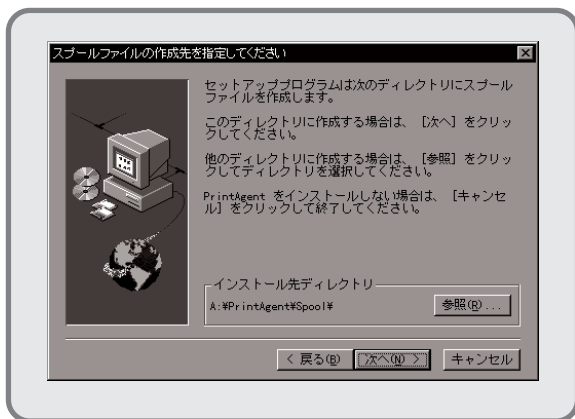 スプールファイルの作成先を指定してください
セットアッププログラムは次のディレクトリにスプール
ファイルを作成します。
このディレクトリに作成する場合は、 [次へ] をクリッ
クしてください。
他のディレクトリに作成する場合は、 [参照] をクリッ
クしてディレクトリを選択してください。
PrintAgent をインストールしない場合は、 [キャンセ
ル] をクリックして終了してください。
インストール先ディレクトリ
A:¥PrintAgent¥Spool¥
参照(R)...
< 戻る(B)
次へ(N) >
キャンセル